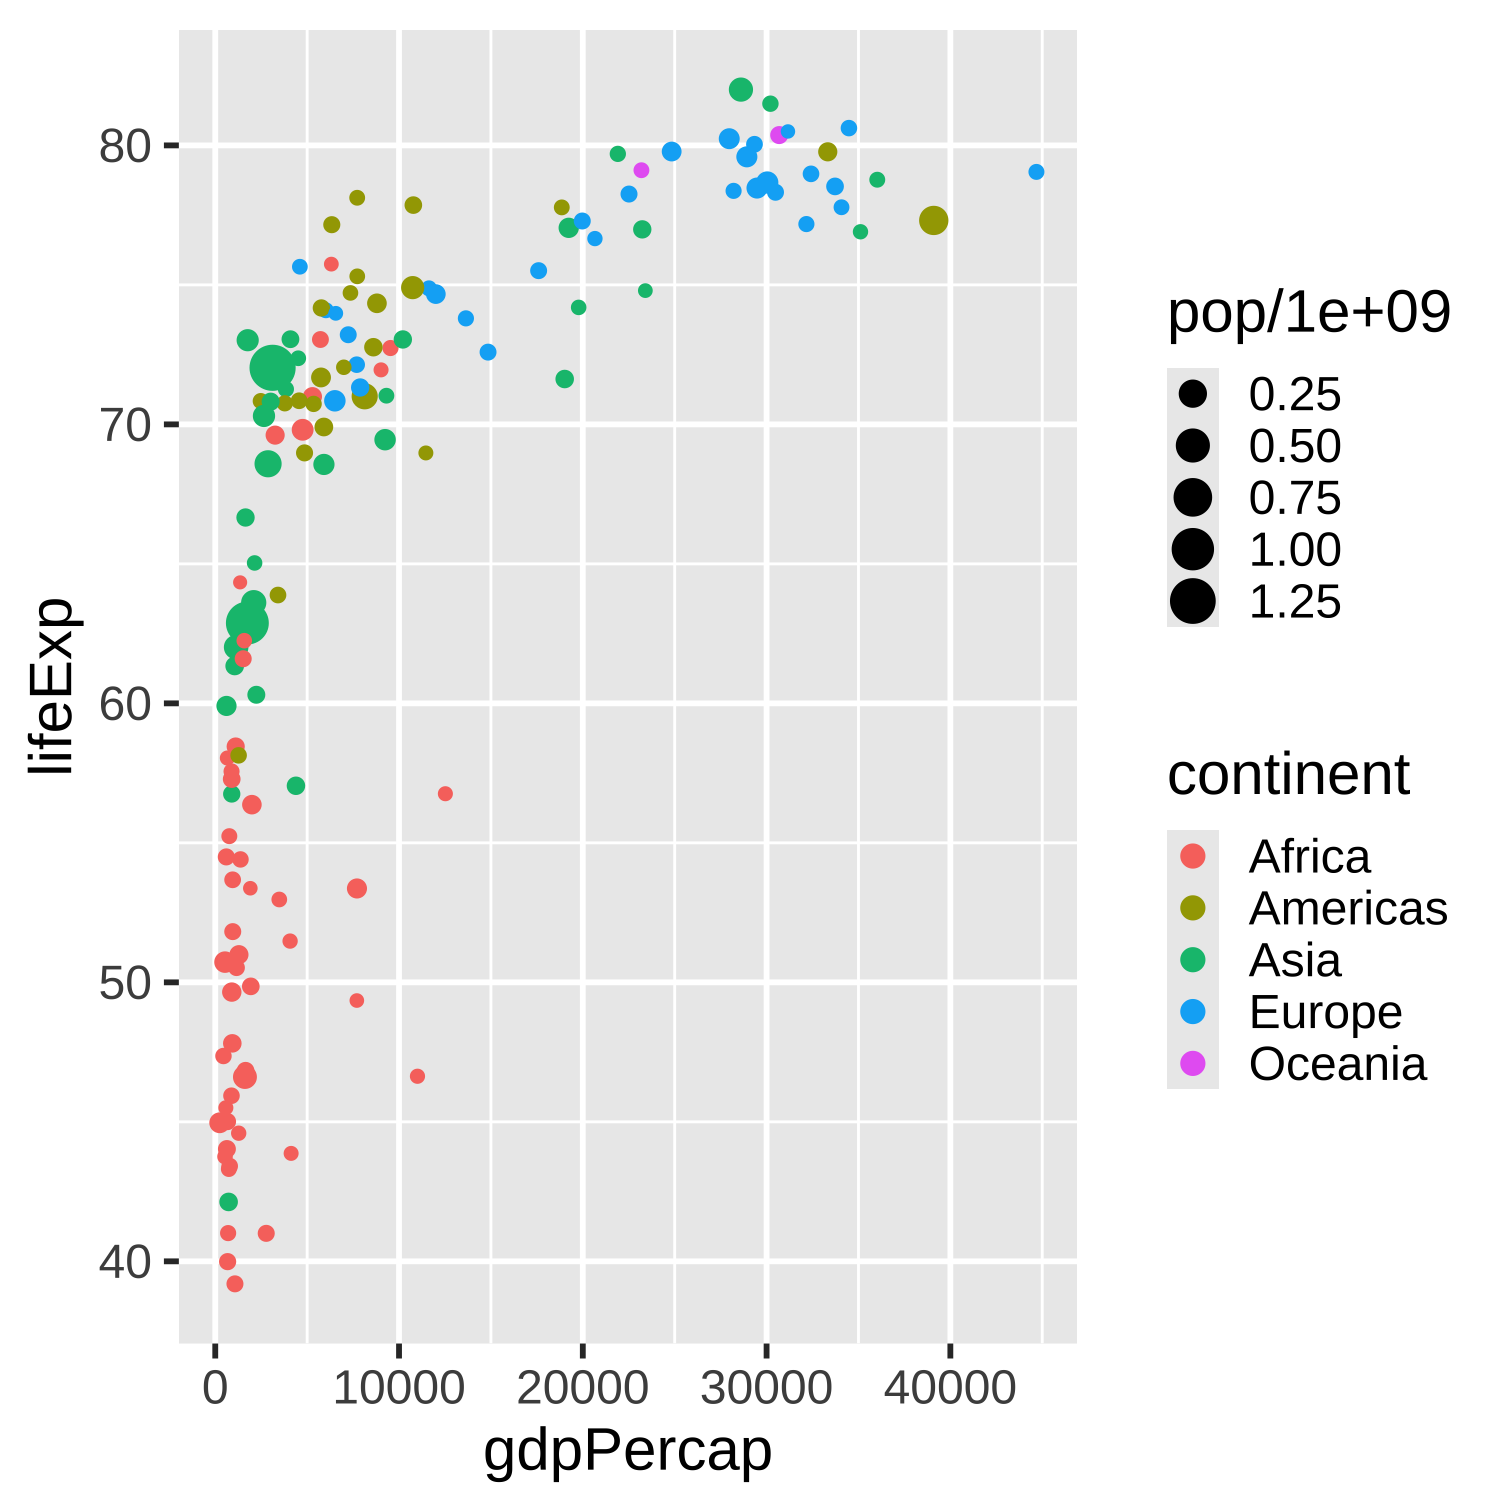 80
70
60
50
40
lifeExp
0 10000 20000 30000 40000
gdpPercap
pop/1e+09
0.25
0.50
0.75
1.00
1.25
continent
Africa
Americas
Asia
Europe
Oceania